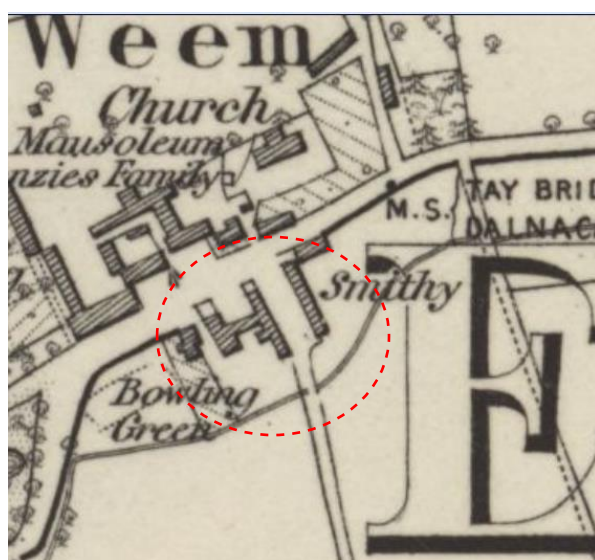 Weem
Church
Mausoleum
nzies Family
M.S.
TAY BRID
DALNAC
Smithy
E
Bowling
Green